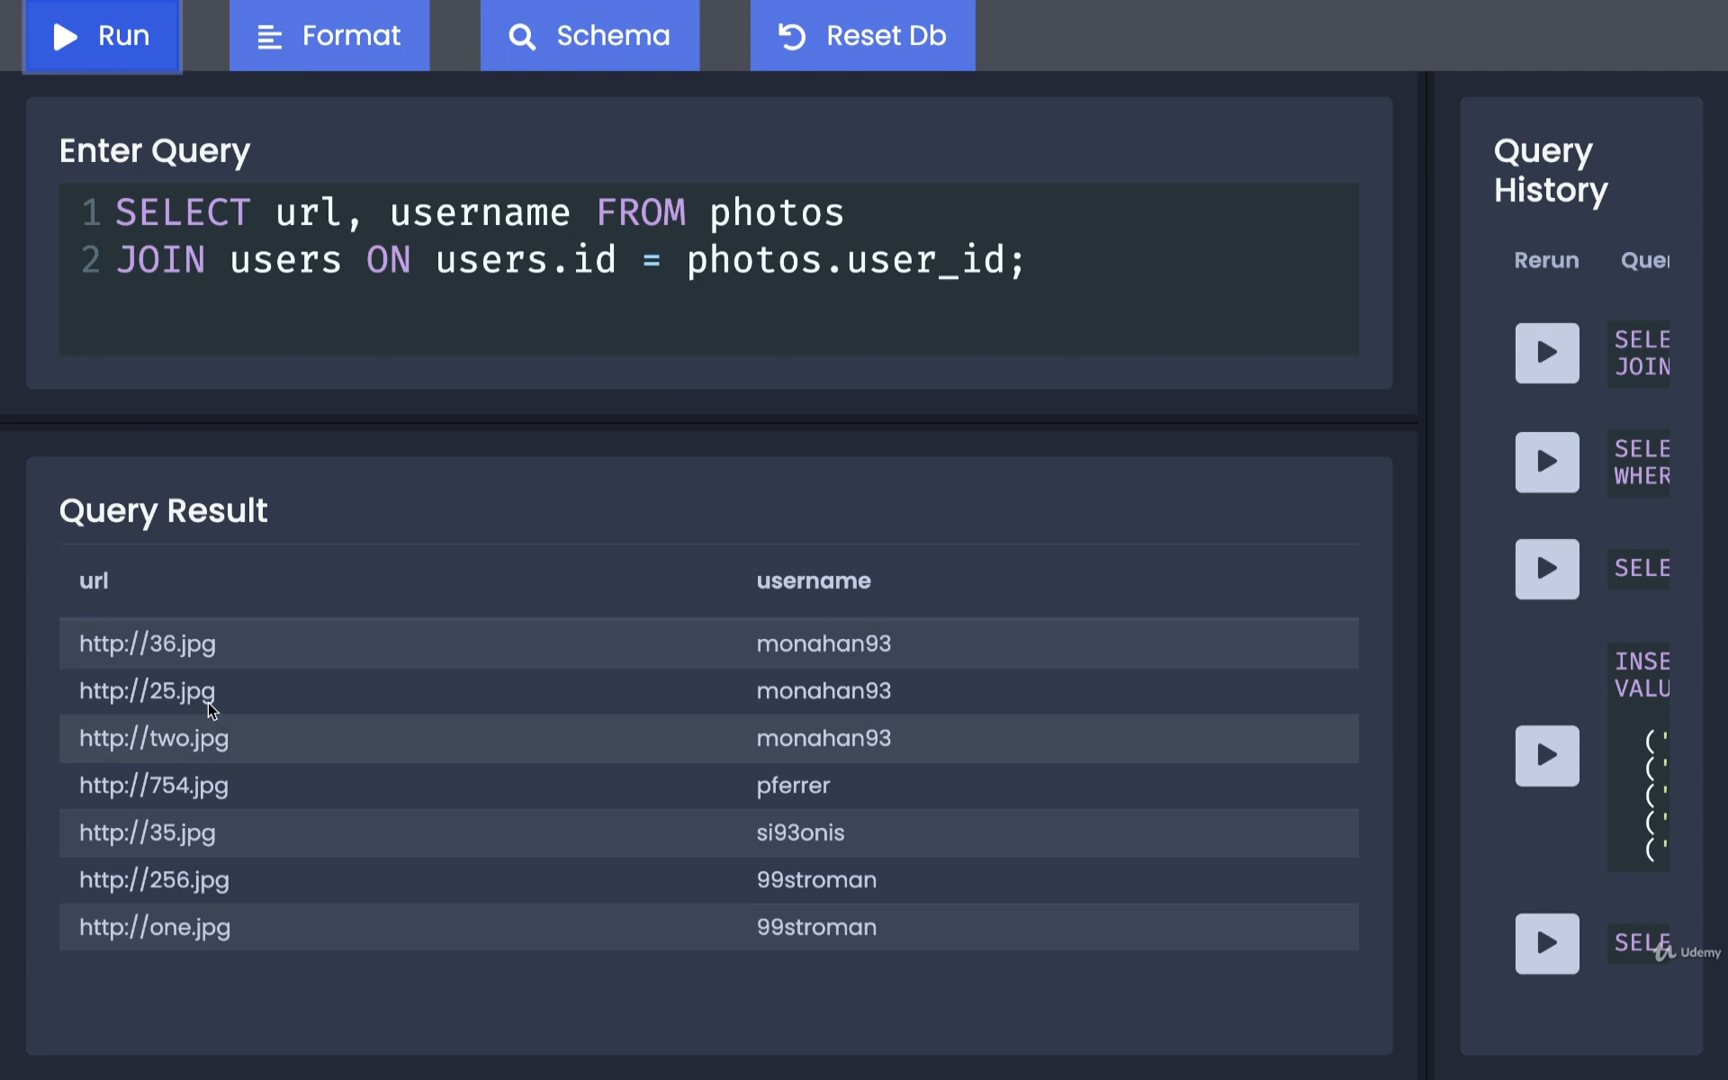 Run
Format
Schema
Reset Db
Enter Query
1 SELECT url, username FROM photos
2 JOIN users ON users.id = photos.user_id;
Query Result
url username
http://36.jpg monahan93
http://25.jpg monahan93
http://two.jpg monahan93
http://754.jpg pferrer
http://35.jpg si93onis
http://256.jpg 99stroman
http://one.jpg 99stroman
Query
History
Rerun
SELE
JOIN
SELE
WHER
SELE
INSE
VALU
('
('
('
('
('
SELE
Udemy